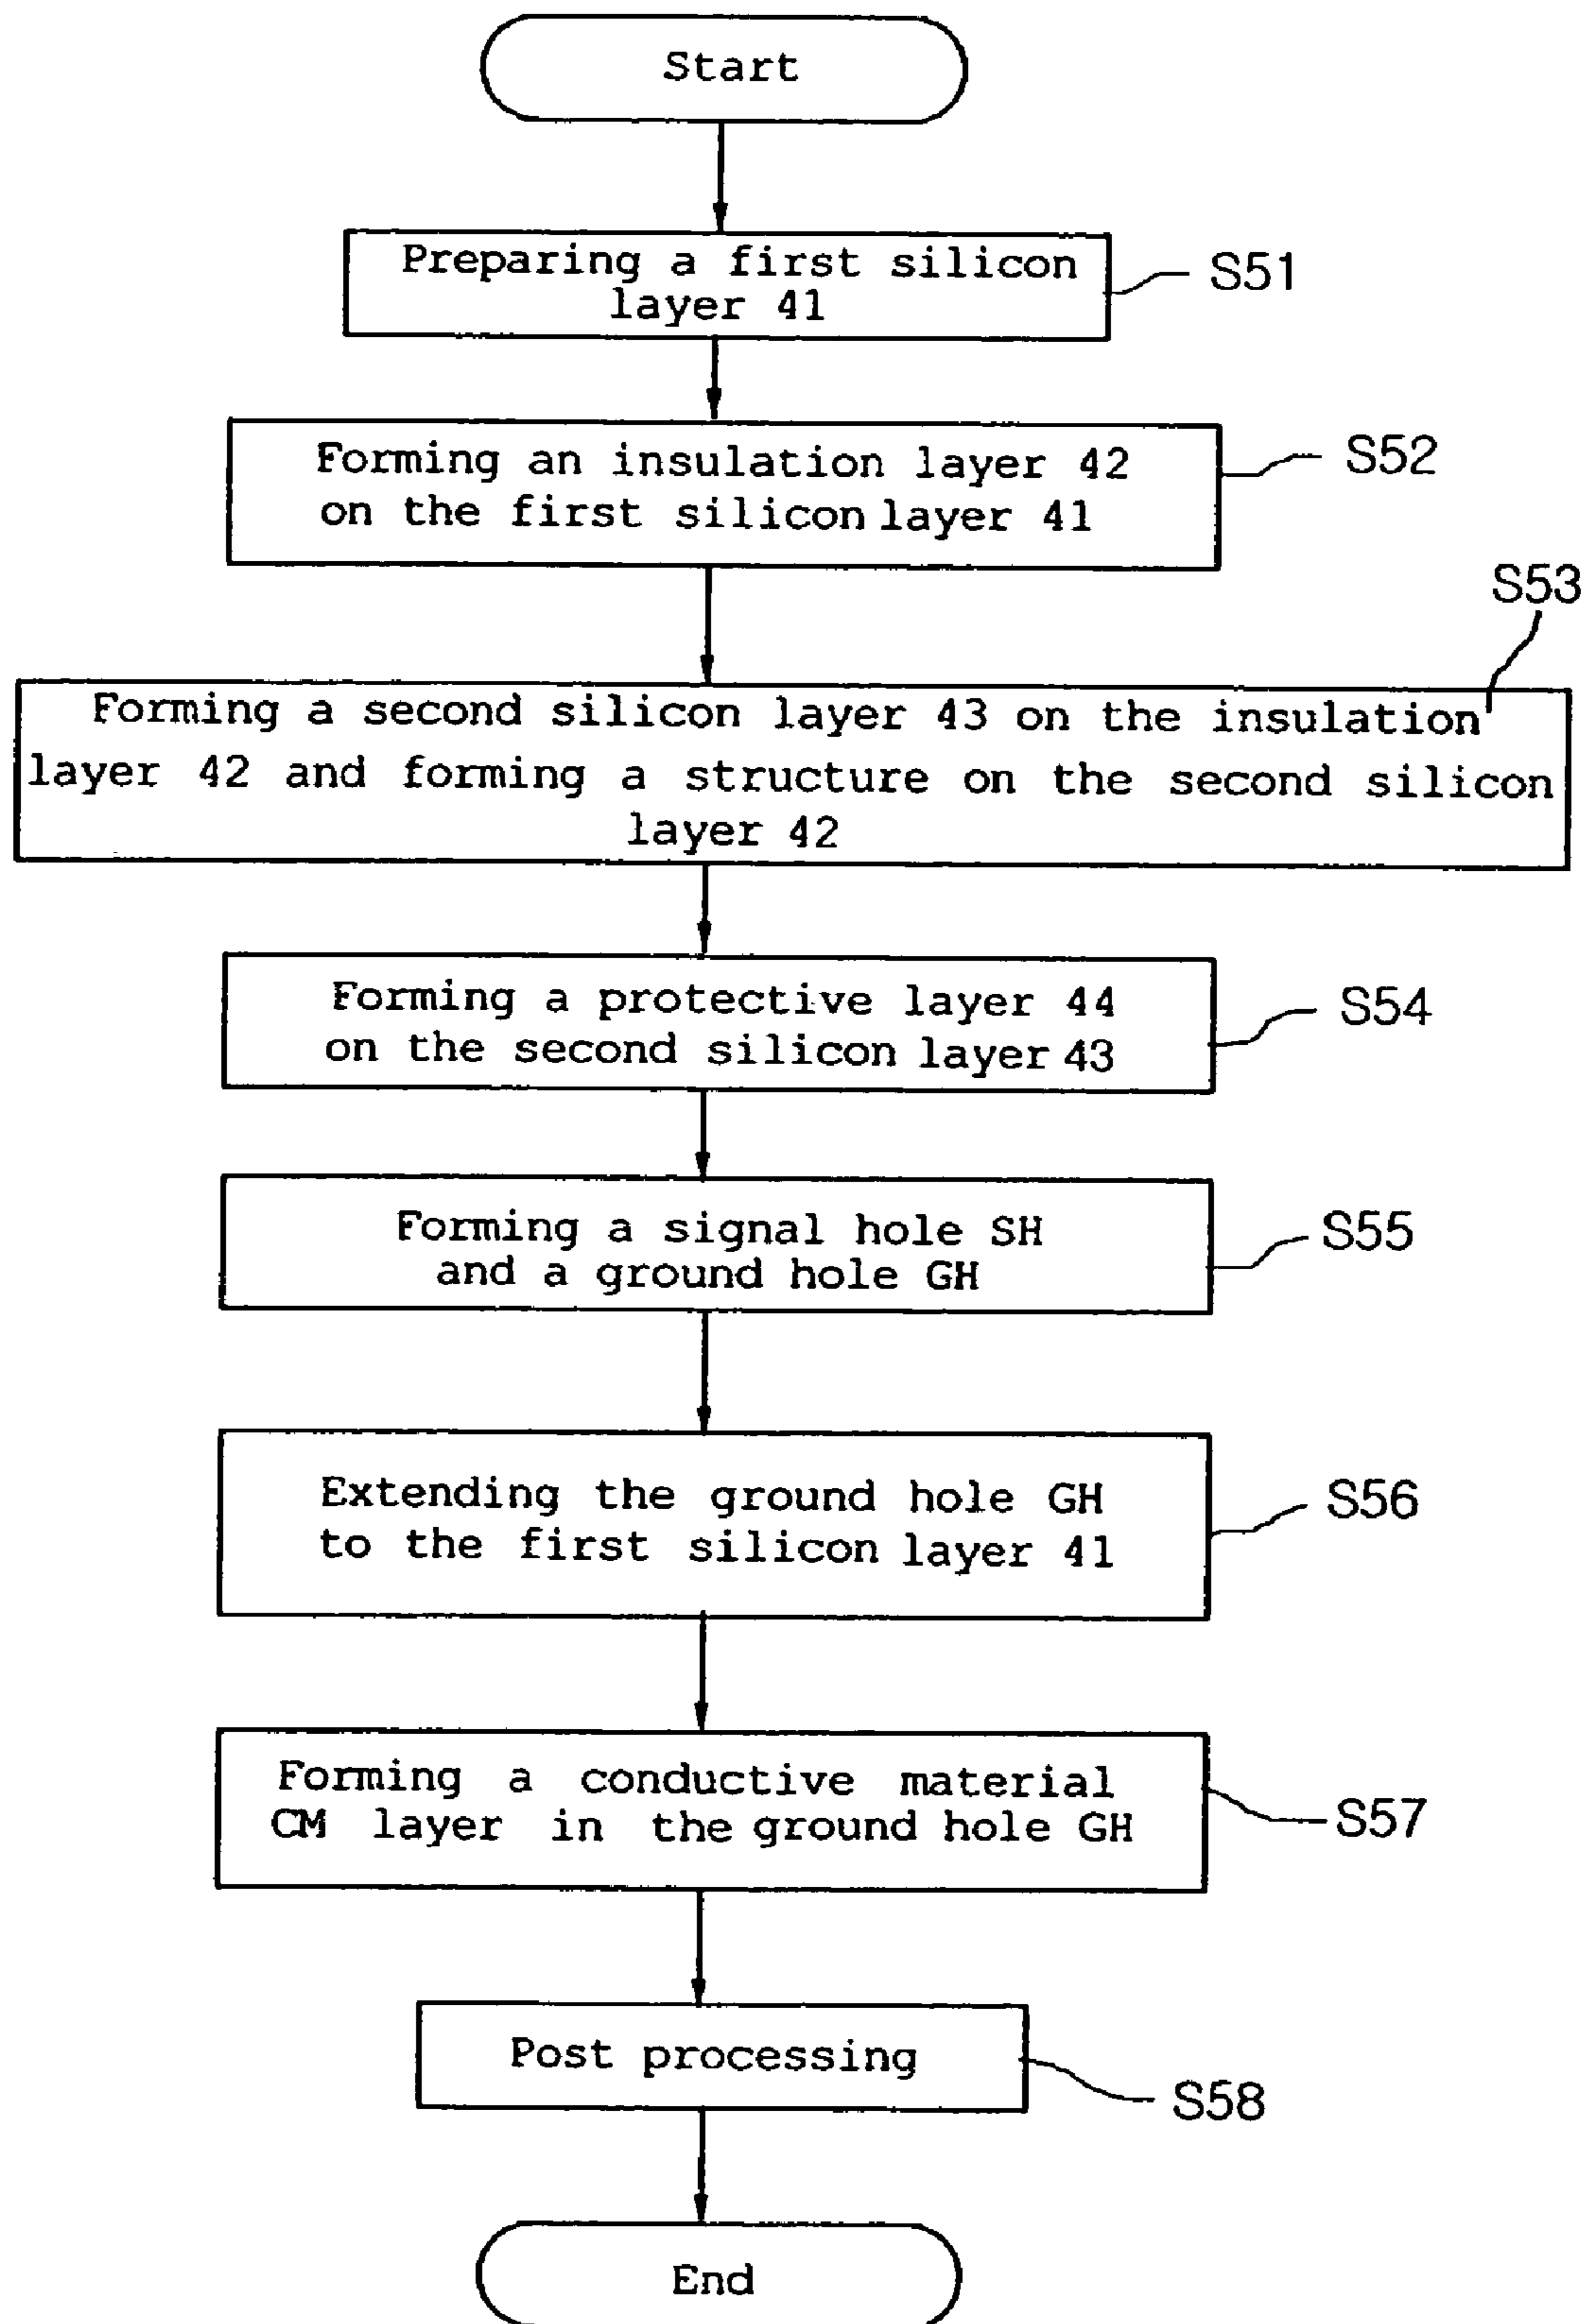 Start
Preparing a first silicon
layer 41
S51
Forming an insulation layer 42
on the first silicon layer 41
S52
S53
Forming a second silicon layer 43 on the insulation
layer 42 and forming a structure on the second silicon
layer 42
Forming a protective layer 44
on the second silicon layer 43
S54
Forming a signal hole SH
and a ground hole GH
S55
Extending the ground hole GH
to the first silicon layer 41
S56
Forming a conductive material
CM layer in the ground hole GH
S57
Post processing
S58
End